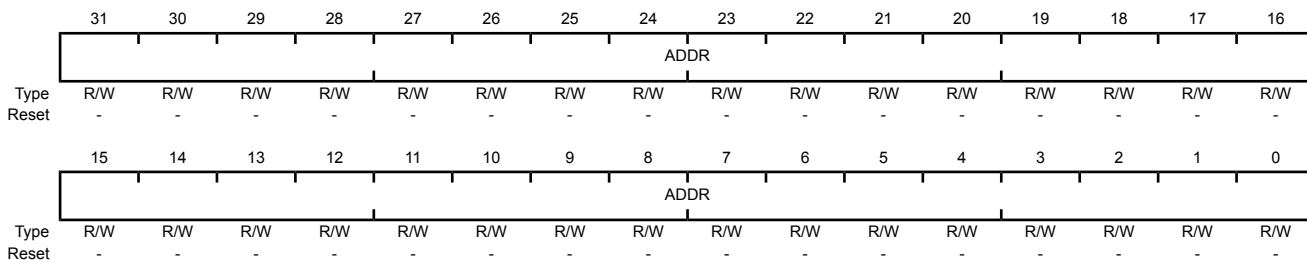 31 30 29 28 27 26 25 24 23 22 21 20 19 18 17 16
ADDR
Type R/W R/W R/W R/W R/W R/W R/W R/W R/W R/W R/W R/W R/W R/W R/W R/W
Reset - - - - - - - - - - - - - - - -
15 14 13 12 11 10 9 8 7 6 5 4 3 2 1 0
ADDR
Type R/W R/W R/W R/W R/W R/W R/W R/W R/W R/W R/W R/W R/W R/W R/W R/W
Reset - - - - - - - - - - - - - - - -